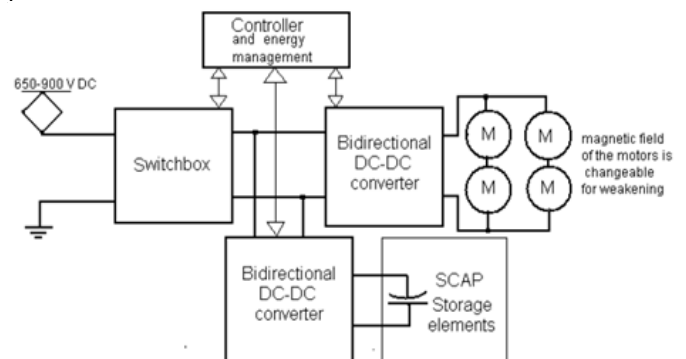 Controller
and energy
management
650-900 V DC
Switchbox
Bidirectional
DC-DC
converter
M
M
M
M
magnetic field
of the motors is
changeable
for weakening
Bidirectional
DC-DC
converter
SCAP
Storage
elements